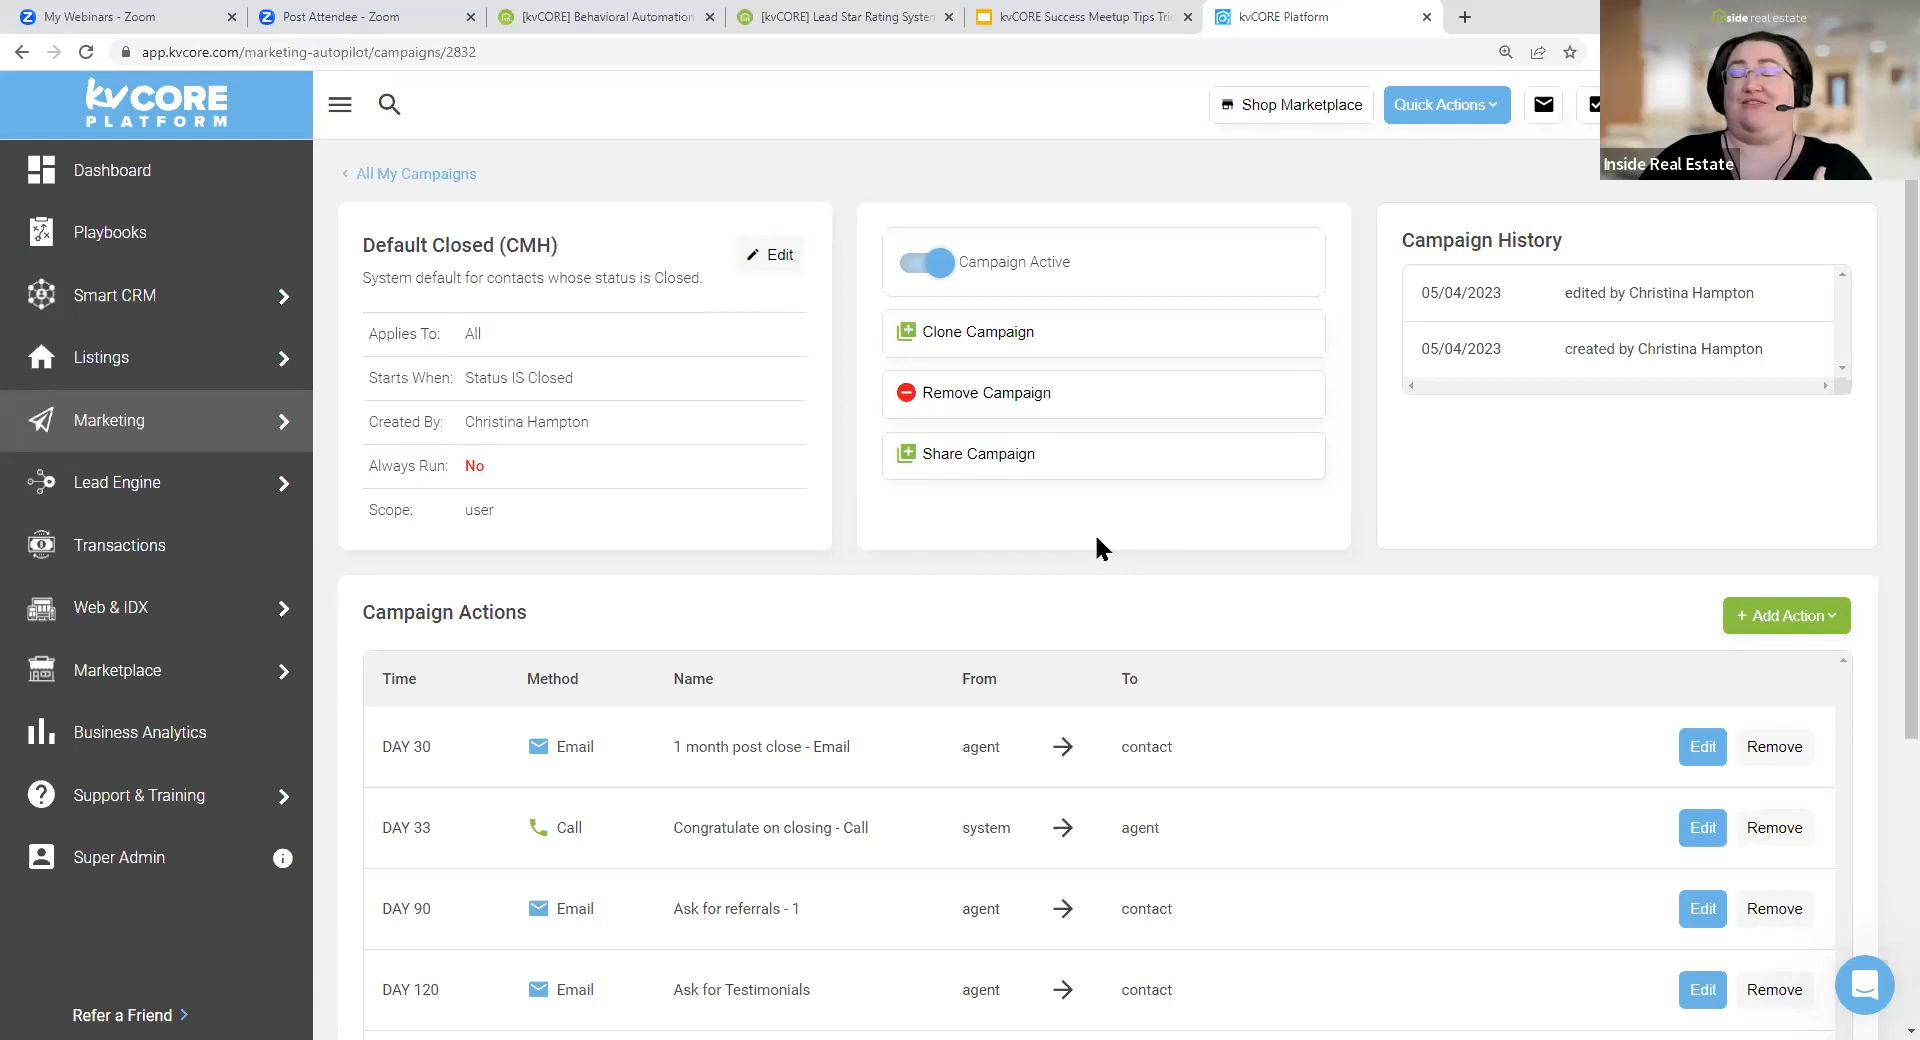 My Webinars - Zoom
Post Attendee - Zoom
[kvCORE] Behavioral Automation
[kvCORE] Lead Star Rating System
kvCORE Success Meetup Tips Tric
kvCORE Platform
inside real estate
app.kvcore.com/marketing-autopilot/campaigns/2832
kvCORE
PLATFORM
Shop Marketplace
Quick Actions
Inside Real Estate
Dashboard
Playbooks
Smart CRM
Listings
Marketing
Lead Engine
Transactions
Web & IDX
Marketplace
Business Analytics
Support & Training
Super Admin
Refer a Friend
All My Campaigns
Default Closed (CMH)
Edit
System default for contacts whose status is Closed.
Applies To: All
Starts When: Status IS Closed
Created By: Christina Hampton
Always Run: No
Scope: user
Campaign Active
Clone Campaign
Remove Campaign
Share Campaign
Campaign History
05/04/2023 edited by Christina Hampton
05/04/2023 created by Christina Hampton
Campaign Actions
+ Add Action
Time Method Name From To
DAY 30 Email 1 month post close - Email agent contact Edit Remove
DAY 33 Call Congratulate on closing - Call system agent Edit Remove
DAY 90 Email Ask for referrals - 1 agent contact Edit Remove
DAY 120 Email Ask for Testimonials agent contact Edit Remove